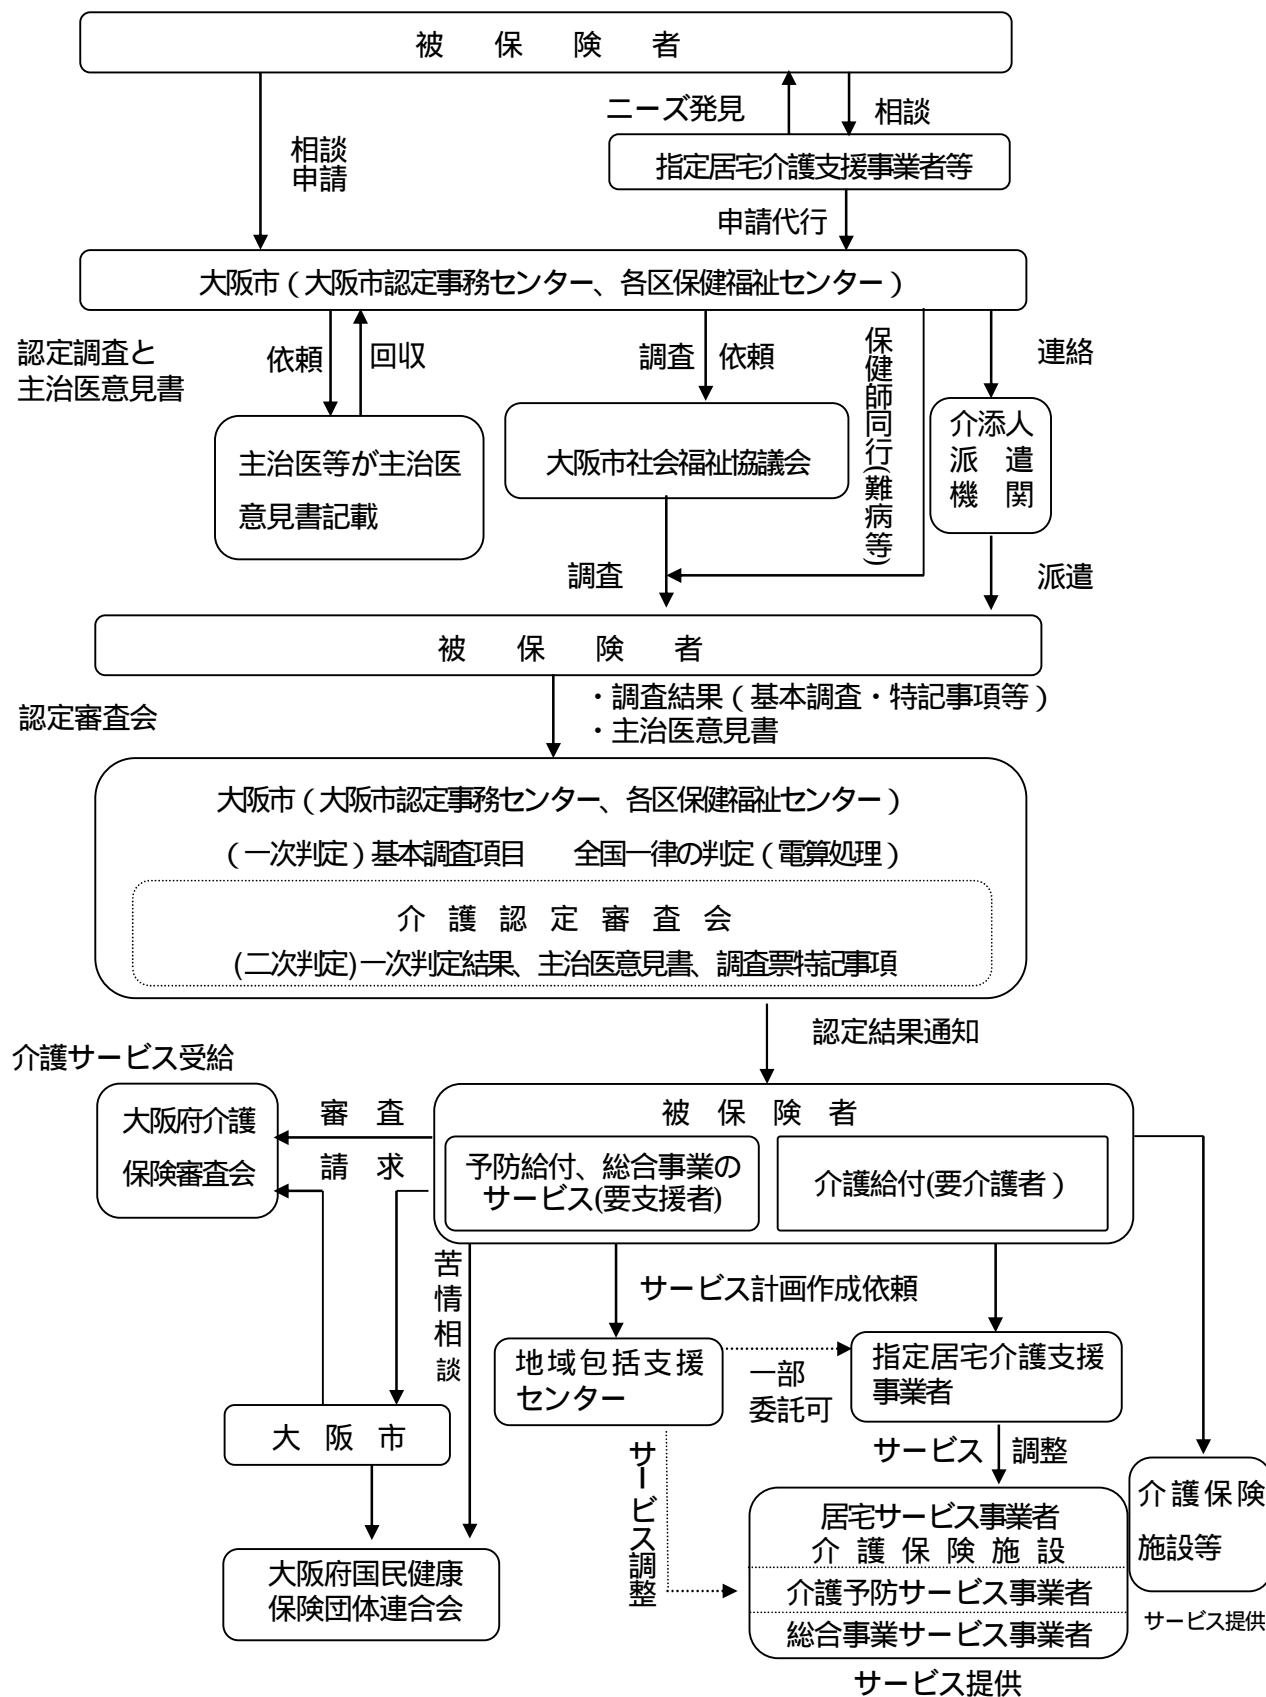 被 保 険 者
ニーズ発見
相談
相談
申請
指定居宅介護支援事業者等
申請代行
大阪市（大阪市認定事務センター、各区保健福祉センター）
認定調査と
主治医意見書
依頼
回収
調査
依頼
保健師同行(難病等)
連絡
主治医等が主治医
意見書記載
大阪市社会福祉協議会
介添人
派 遣
機 関
調査
派遣
被 保 険 者
認定審査会
・調査結果（基本調査・特記事項等）
・主治医意見書
大阪市（大阪市認定事務センター、各区保健福祉センター）
（一次判定）基本調査項目 全国一律の判定（電算処理）
介 護 認 定 審 査 会
(二次判定)一次判定結果、主治医意見書、調査票特記事項
認定結果通知
介護サービス受給
大阪府介護
保険審査会
審 査
請 求
被 保 険 者
予防給付、総合事業の
サービス(要支援者)
介護給付(要介護者）
苦情相談
サービス計画作成依頼
地域包括支援
センター
一部
委託可
指定居宅介護支援
事業者
大 阪 市
サービス調整
サービス
調整
大阪府国民健康
保険団体連合会
居宅サービス事業者
介 護 保 険 施 設
介護予防サービス事業者
総合事業サービス事業者
サービス提供
介護保険
施設等
サービス提供